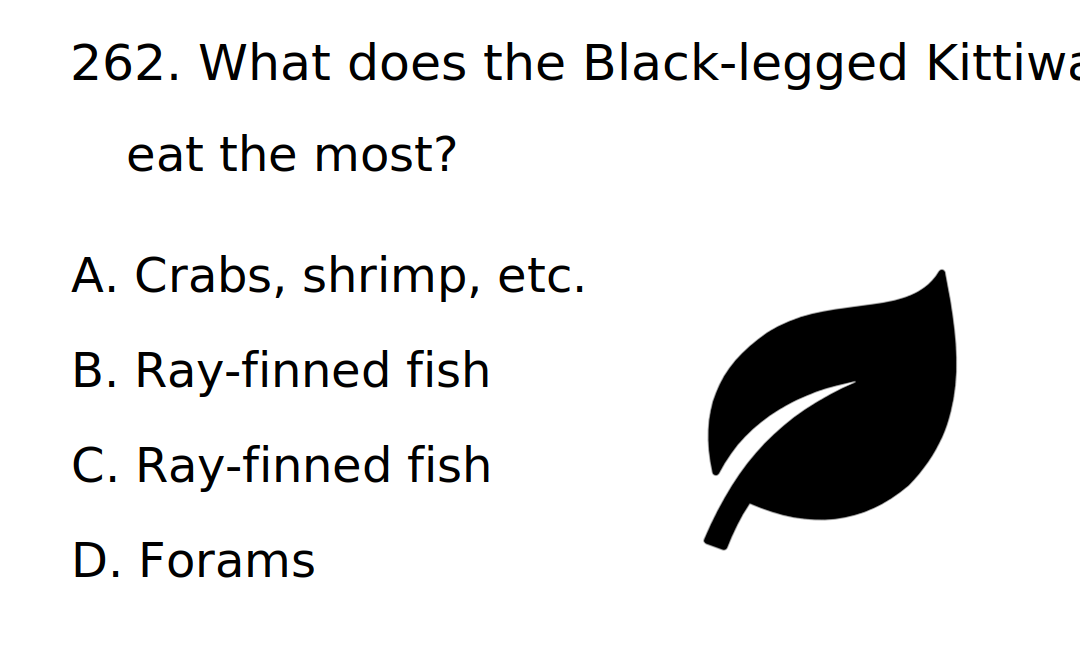 262. What does the Black-legged Kittiwa
eat the most?
A. Crabs, shrimp, etc.
B. Ray-finned fish
C. Ray-finned fish
D. Forams